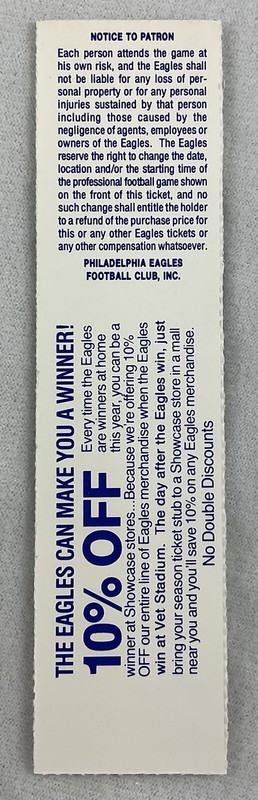 NOTICE TO PATRON
Each person attends the game at
his own risk, and the Eagles shall
not be liable for any loss of per-
sonal property or for any personal
injuries sustained by that person
including those caused by the
negligence of agents, employees or
owners of the Eagles. The Eagles
reserve the right to change the date,
location and/or the starting time of
the professional football game shown
on the front of this ticket, and no
such change shall entitle the holder
to a refund of the purchase price for
this or any other Eagles tickets or
any other compensation whatsoever.
PHILADELPHIA EAGLES
FOOTBALL CLUB, INC.
THE EAGLES CAN MAKE YOU A WINNER!
10% OFF
Every time the Eagles
are winners at home
this year, you can be a
winner at Showcase stores...Because we're offering 10%
OFF our entire line of Eagles merchandise when the Eagles
win at Vet Stadium. The day after the Eagles win, just
bring your season ticket stub to a Showcase store in a mall
near you and you'll save 10% on any Eagles merchandise.
No Double Discounts